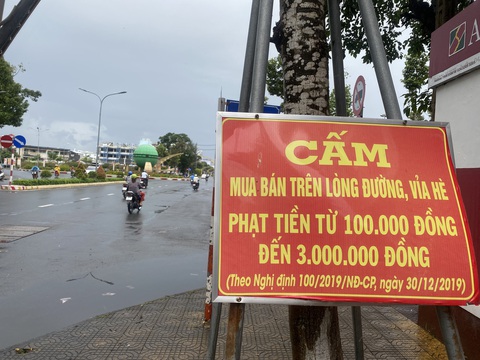 CẤM
MUA BÁN TRÊN LÒNG ĐƯỜNG, VỈA HÈ
PHẠT TIỀN TỪ 100.000 ĐỒNG
ĐẾN 3.000.000 ĐỒNG
(Theo Nghị định 100/2019/NĐ-CP, ngày 30/12/2019)